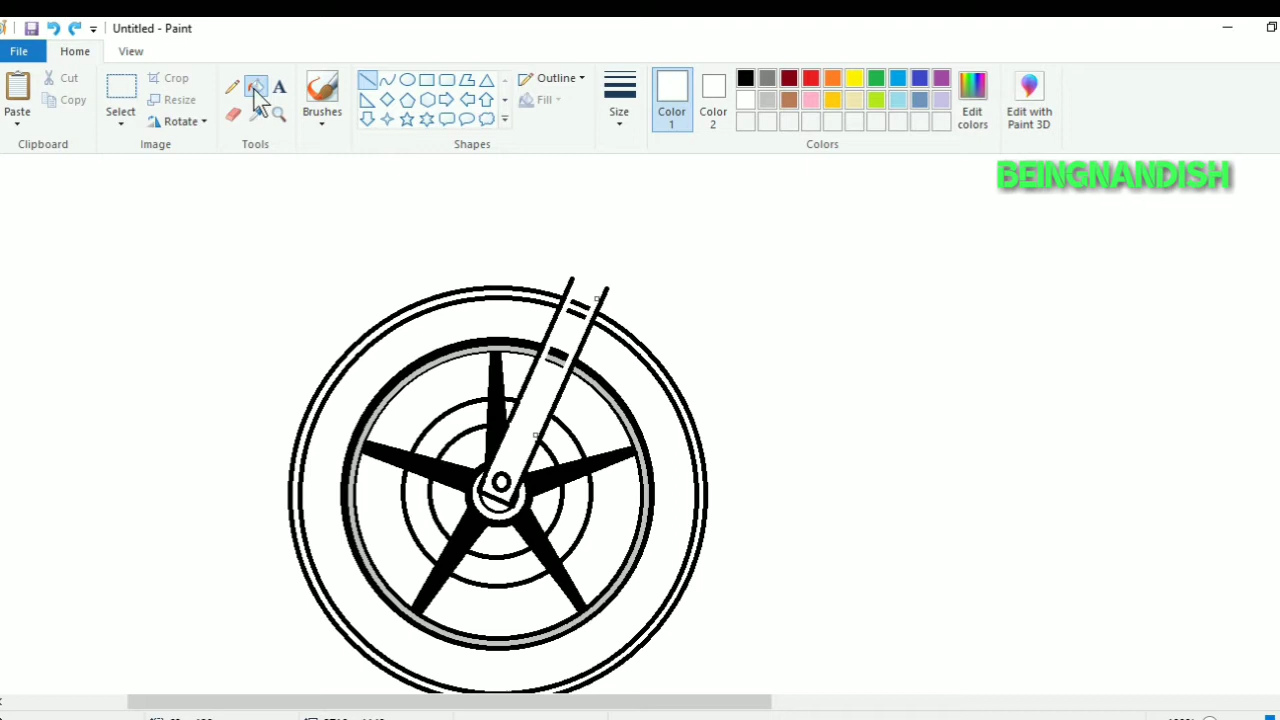 Untitled - Paint
File Home View
Paste
Cut
Copy
Clipboard
Select
Crop
Resize
Rotate
Image
A
Tools
Brushes
Outline
Fill
Shapes
Size
Color 1
Color 2
Edit colors
Colors
Edit with Paint 3D
BEINGNANDISH